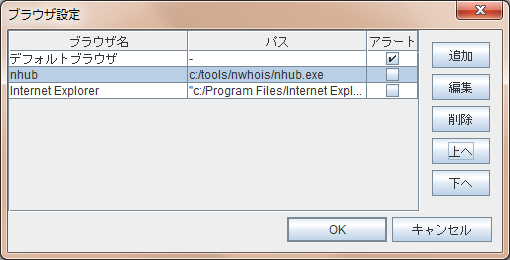 ブラウザ設定
ブラウザ名 パス アラート
デフォルトブラウザ -
nhub c:/tools/nwhois/nhub.exe
Internet Explorer "c:/Program Files/Internet Expl...
追加
編集
削除
上へ
下へ
OK キャンセル